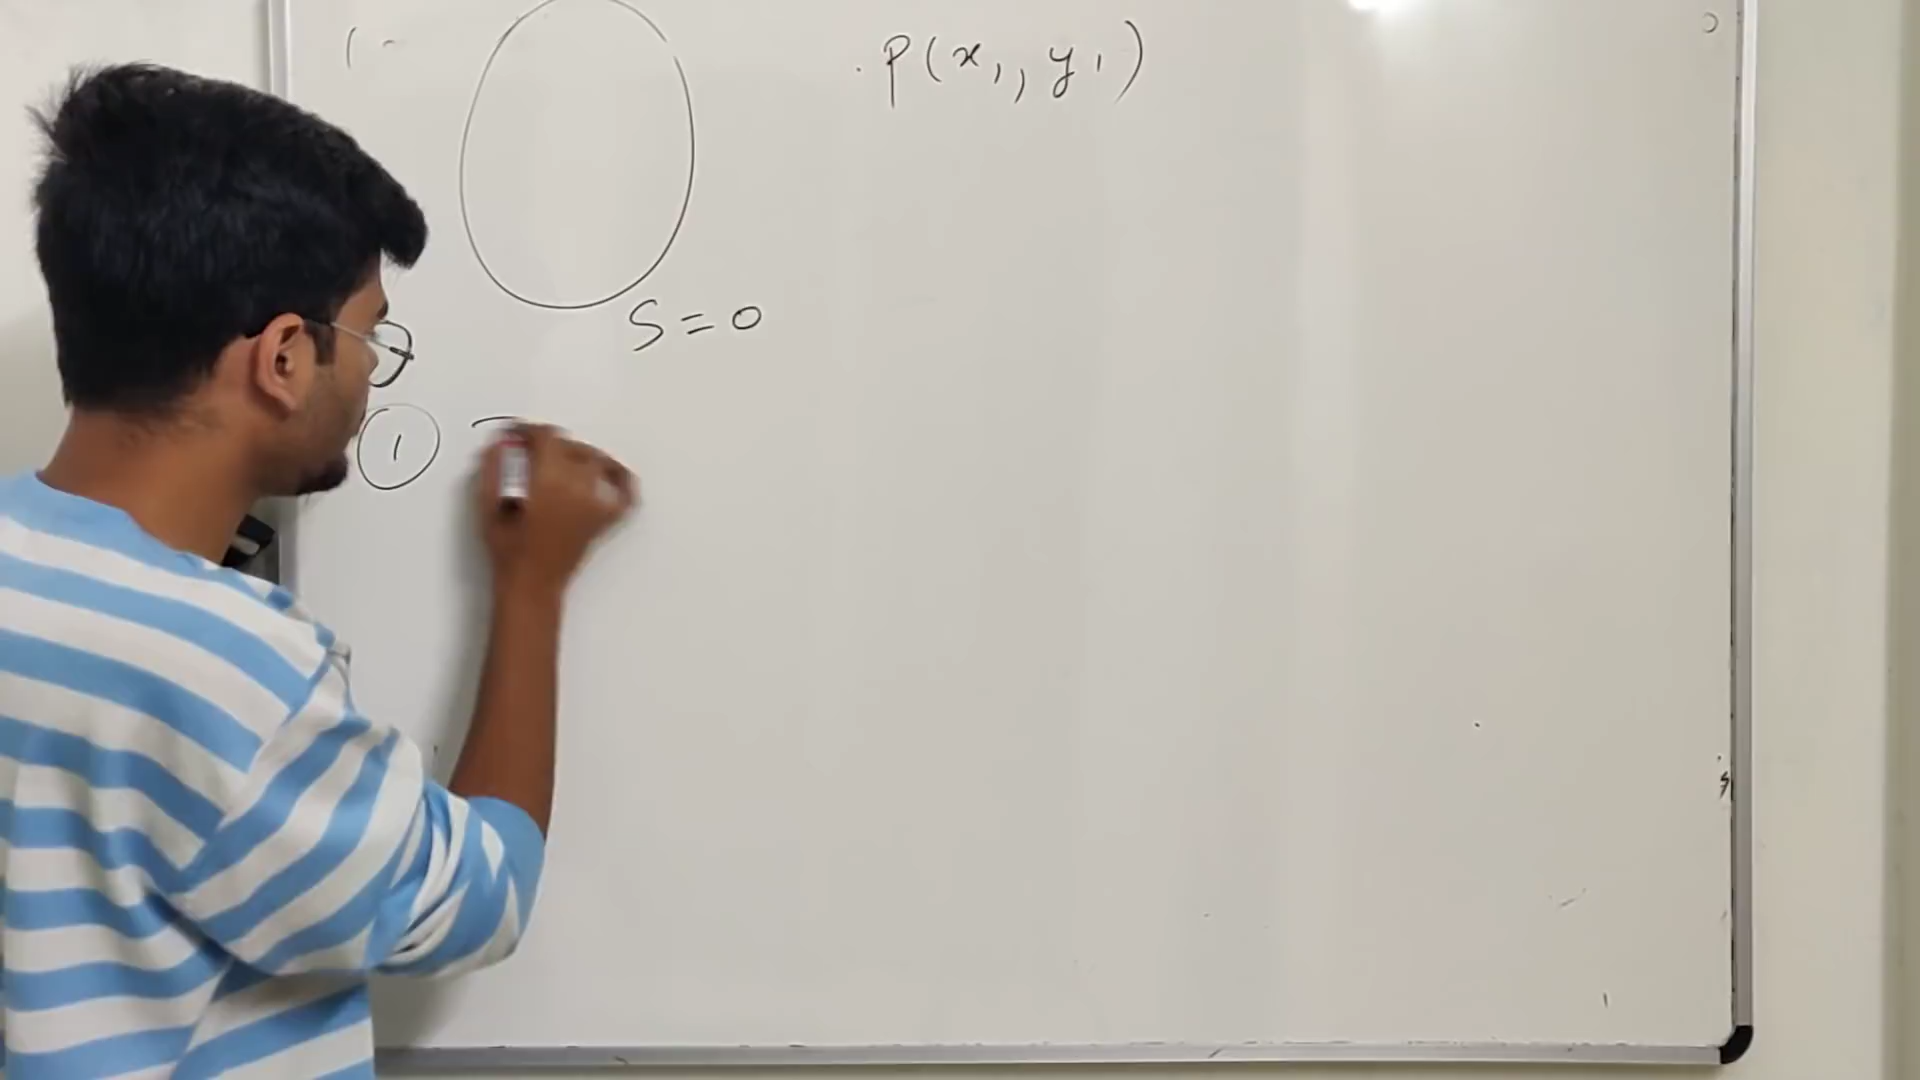 .P(x₁, y₁)
S = 0
1